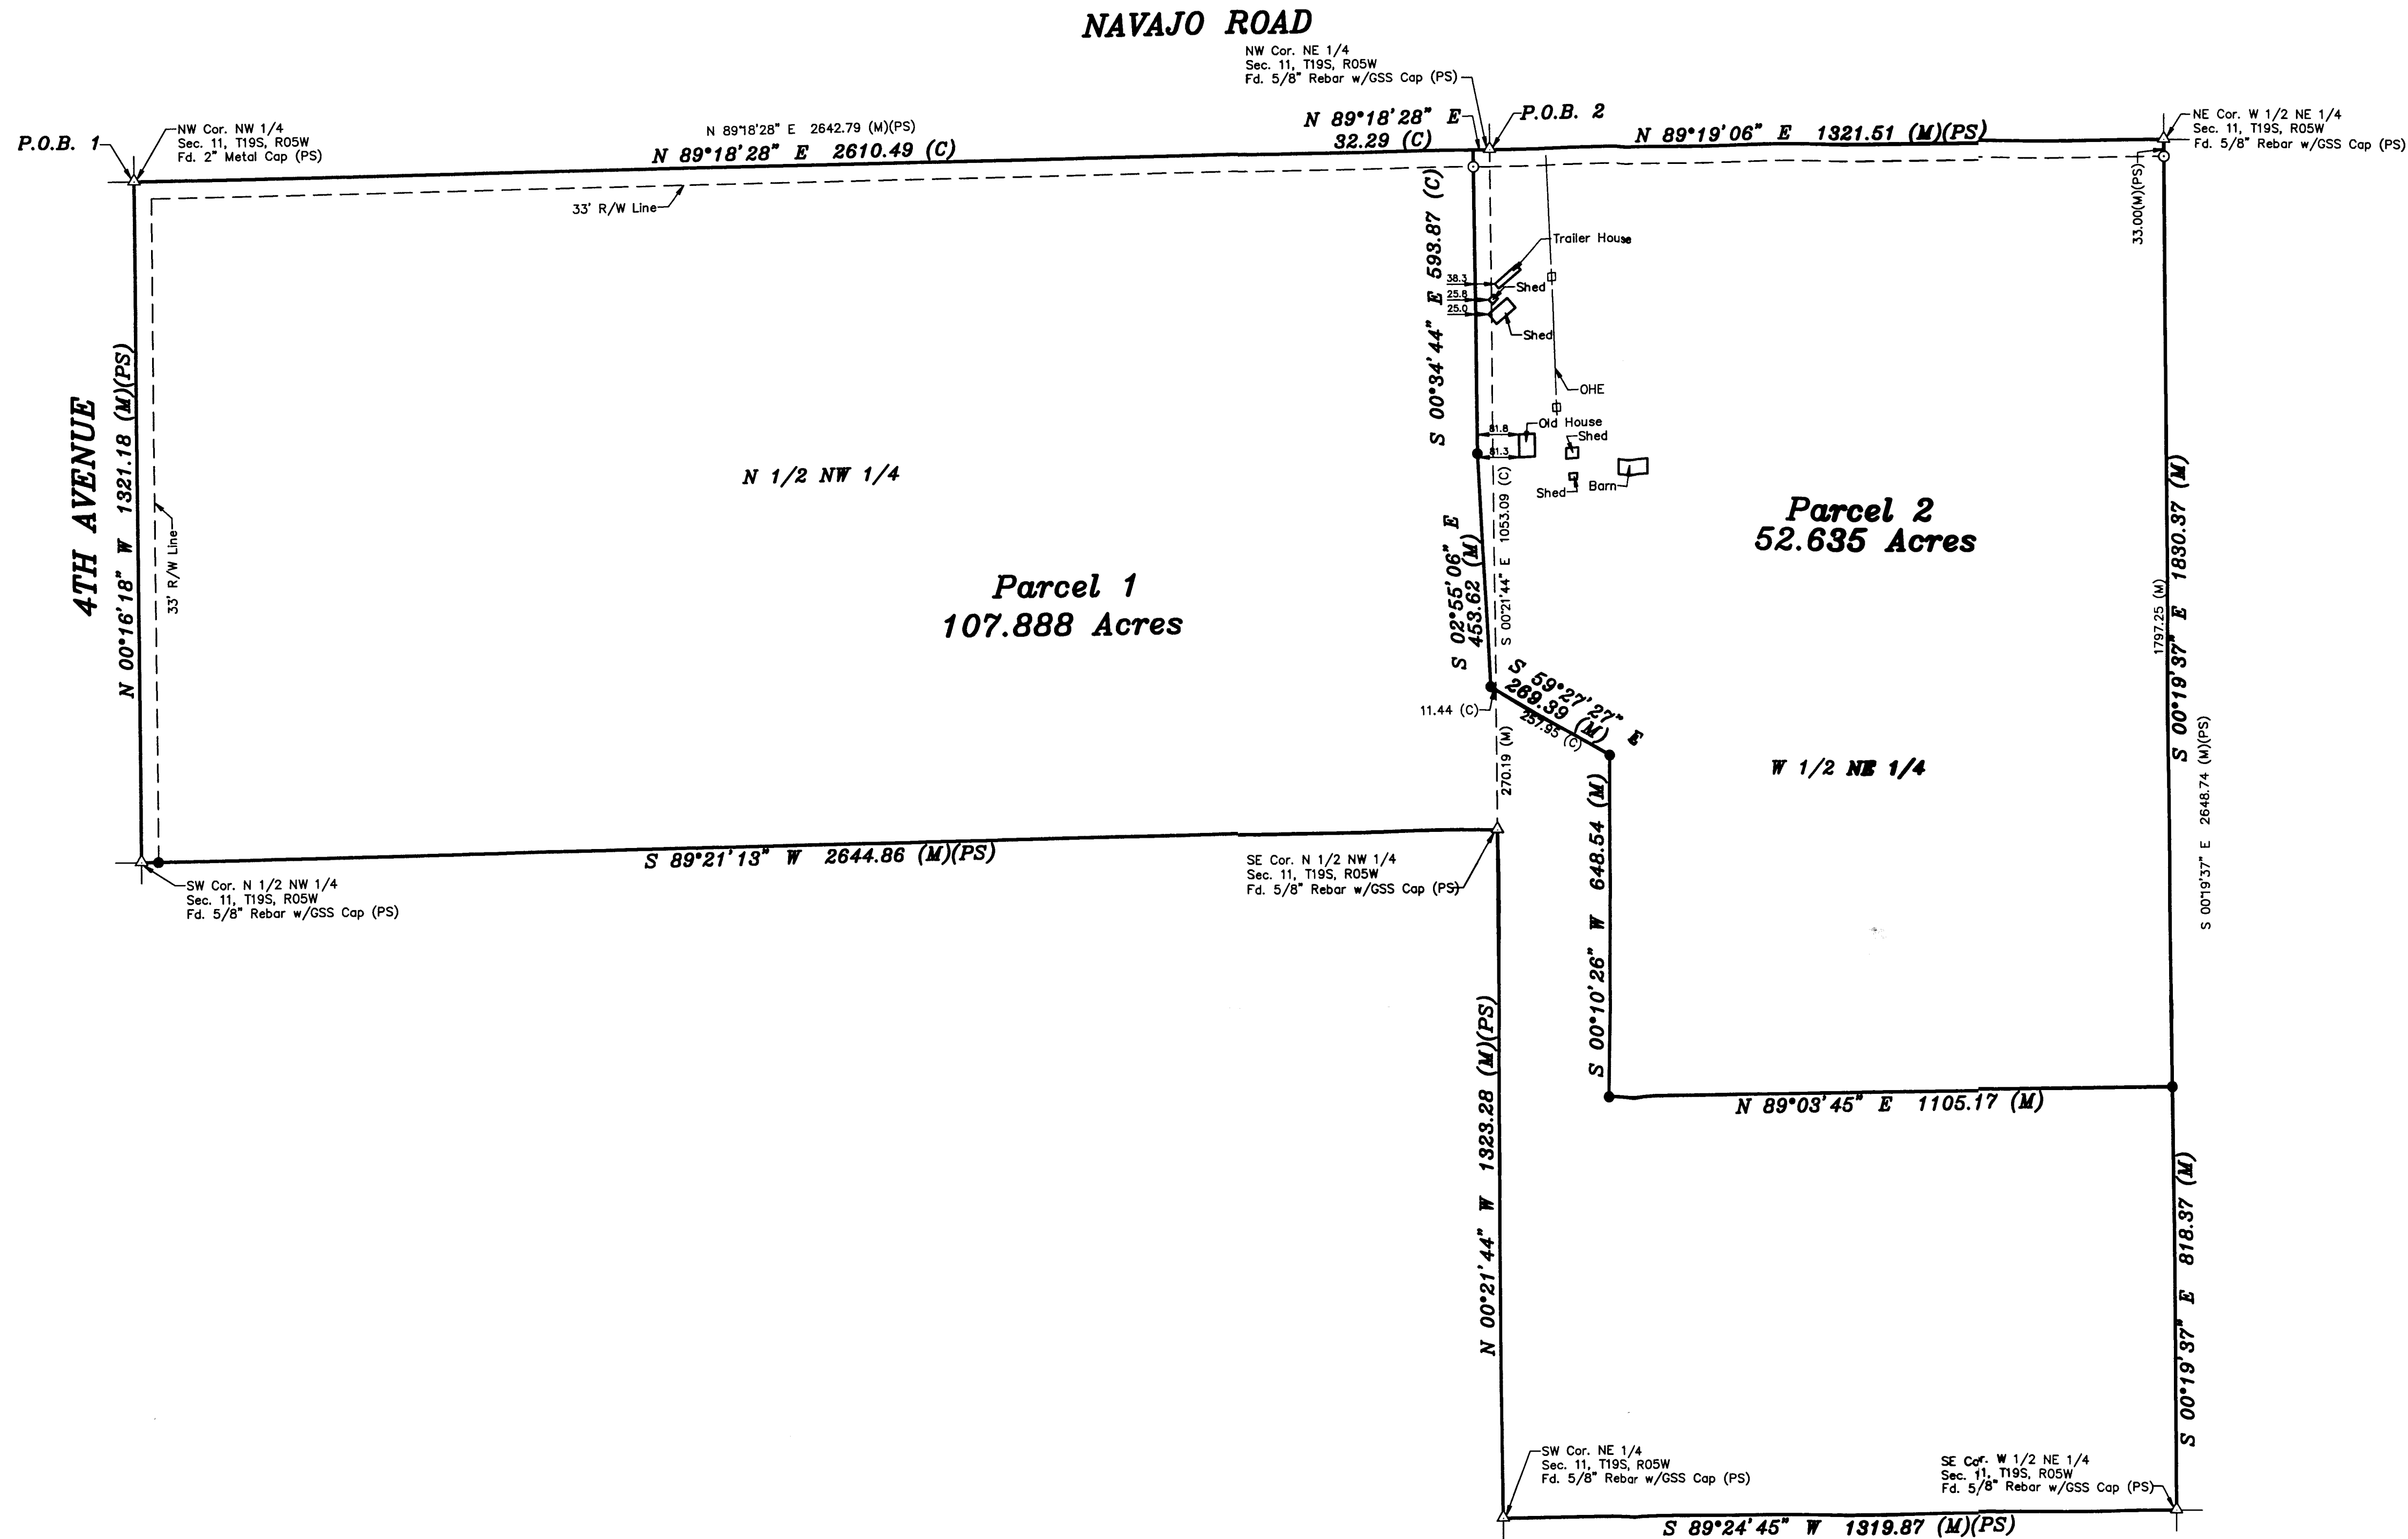 NAVAJO ROAD
NW Cor. NE 1/4
Sec. 11, T19S, R05W
Fd. 5/8" Rebar w/GSS Cap (PS)
P.O.B. 1
NW Cor. NW 1/4
Sec. 11, T19S, R05W
Fd. 2" Metal Cap (PS)
N 89°18'28" E 2642.79 (M)(PS)
N 89°18'28" E 2610.49 (C)
N 89°18'28" E
32.29 (C)
P.O.B. 2
N 89°19'06" E 1321.51 (M)(PS)
NE Cor. W 1/2 NE 1/4
Sec. 11, T19S, R05W
Fd. 5/8" Rebar w/GSS Cap (PS)
33' R/W Line
33.00(M)(PS)
S 00°34'44" E 593.87 (C)
Trailer House
38.3
Shed
25.8
25.0
Shed
OHE
4TH AVENUE
N 00°16'18" W 1321.18 (M)(PS)
33' R/W Line
N 1/2 NW 1/4
Old House
81.8
Shed
81.3
Shed
Barn
S 02°55'06" E
453.62 (M)
S 00°21'44" E 1053.09 (C)
Parcel 2
52.635 Acres
Parcel 1
107.888 Acres
1797.25 (M)
S 00°19'37" E 1830.37 (M)
S 00°19'37" E 2648.74 (M)(PS)
S 59°27'27" E
269.39 (M)
257.95 (C)
11.44 (C)
270.19 (M)
W 1/2 NE 1/4
S 00°10'26" W 648.54 (M)
S 89°21'13" W 2644.86 (M)(PS)
SW Cor. N 1/2 NW 1/4
Sec. 11, T19S, R05W
Fd. 5/8" Rebar w/GSS Cap (PS)
SE Cor. N 1/2 NW 1/4
Sec. 11, T19S, R05W
Fd. 5/8" Rebar w/GSS Cap (PS)
N 00°21'44" W 1323.28 (M)(PS)
N 89°03'45" E 1105.17 (M)
S 00°19'37" E 818.37 (M)
SW Cor. NE 1/4
Sec. 11, T19S, R05W
Fd. 5/8" Rebar w/GSS Cap (PS)
SE Cor. W 1/2 NE 1/4
Sec. 11, T19S, R05W
Fd. 5/8" Rebar w/GSS Cap (PS)
S 89°24'45" W 1319.87 (M)(PS)